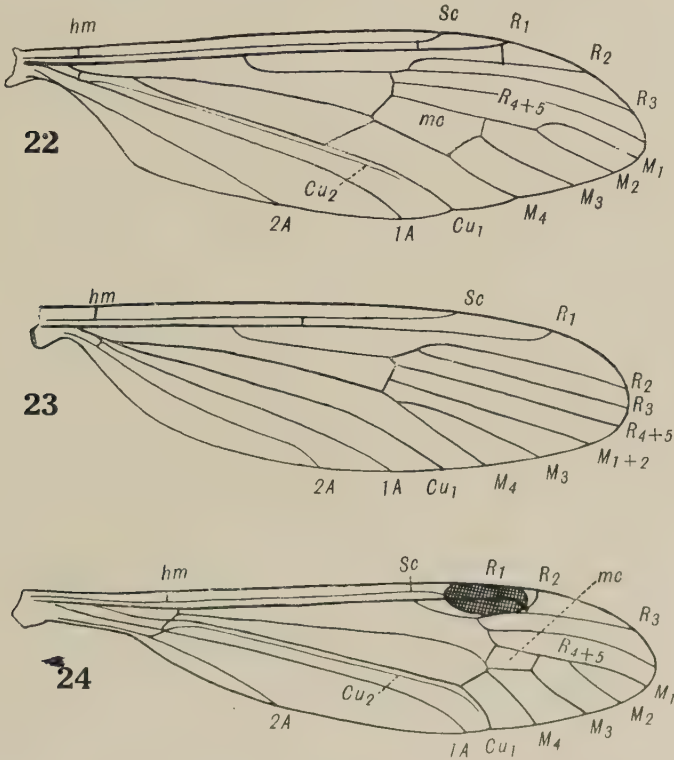 hm Sc R1 R2
R3
R4+5
22 mc
M1
M2
Cu2 M3
2A 1A Cu1 M4
hm Sc R1
23
R2
R3
R4+5
M1+2
2A 1A Cu1 M4 M3
hm Sc R1 R2 mc
R3
R4+5
24
Cu2 M1
M2
2A M3
1A Cu1 M4